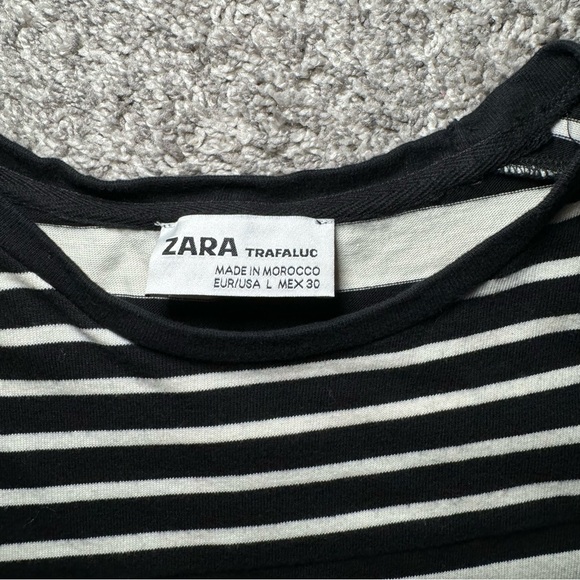 ZARA TRAFALUC
MADE IN MOROCCO
EUR/USA L MEX 30